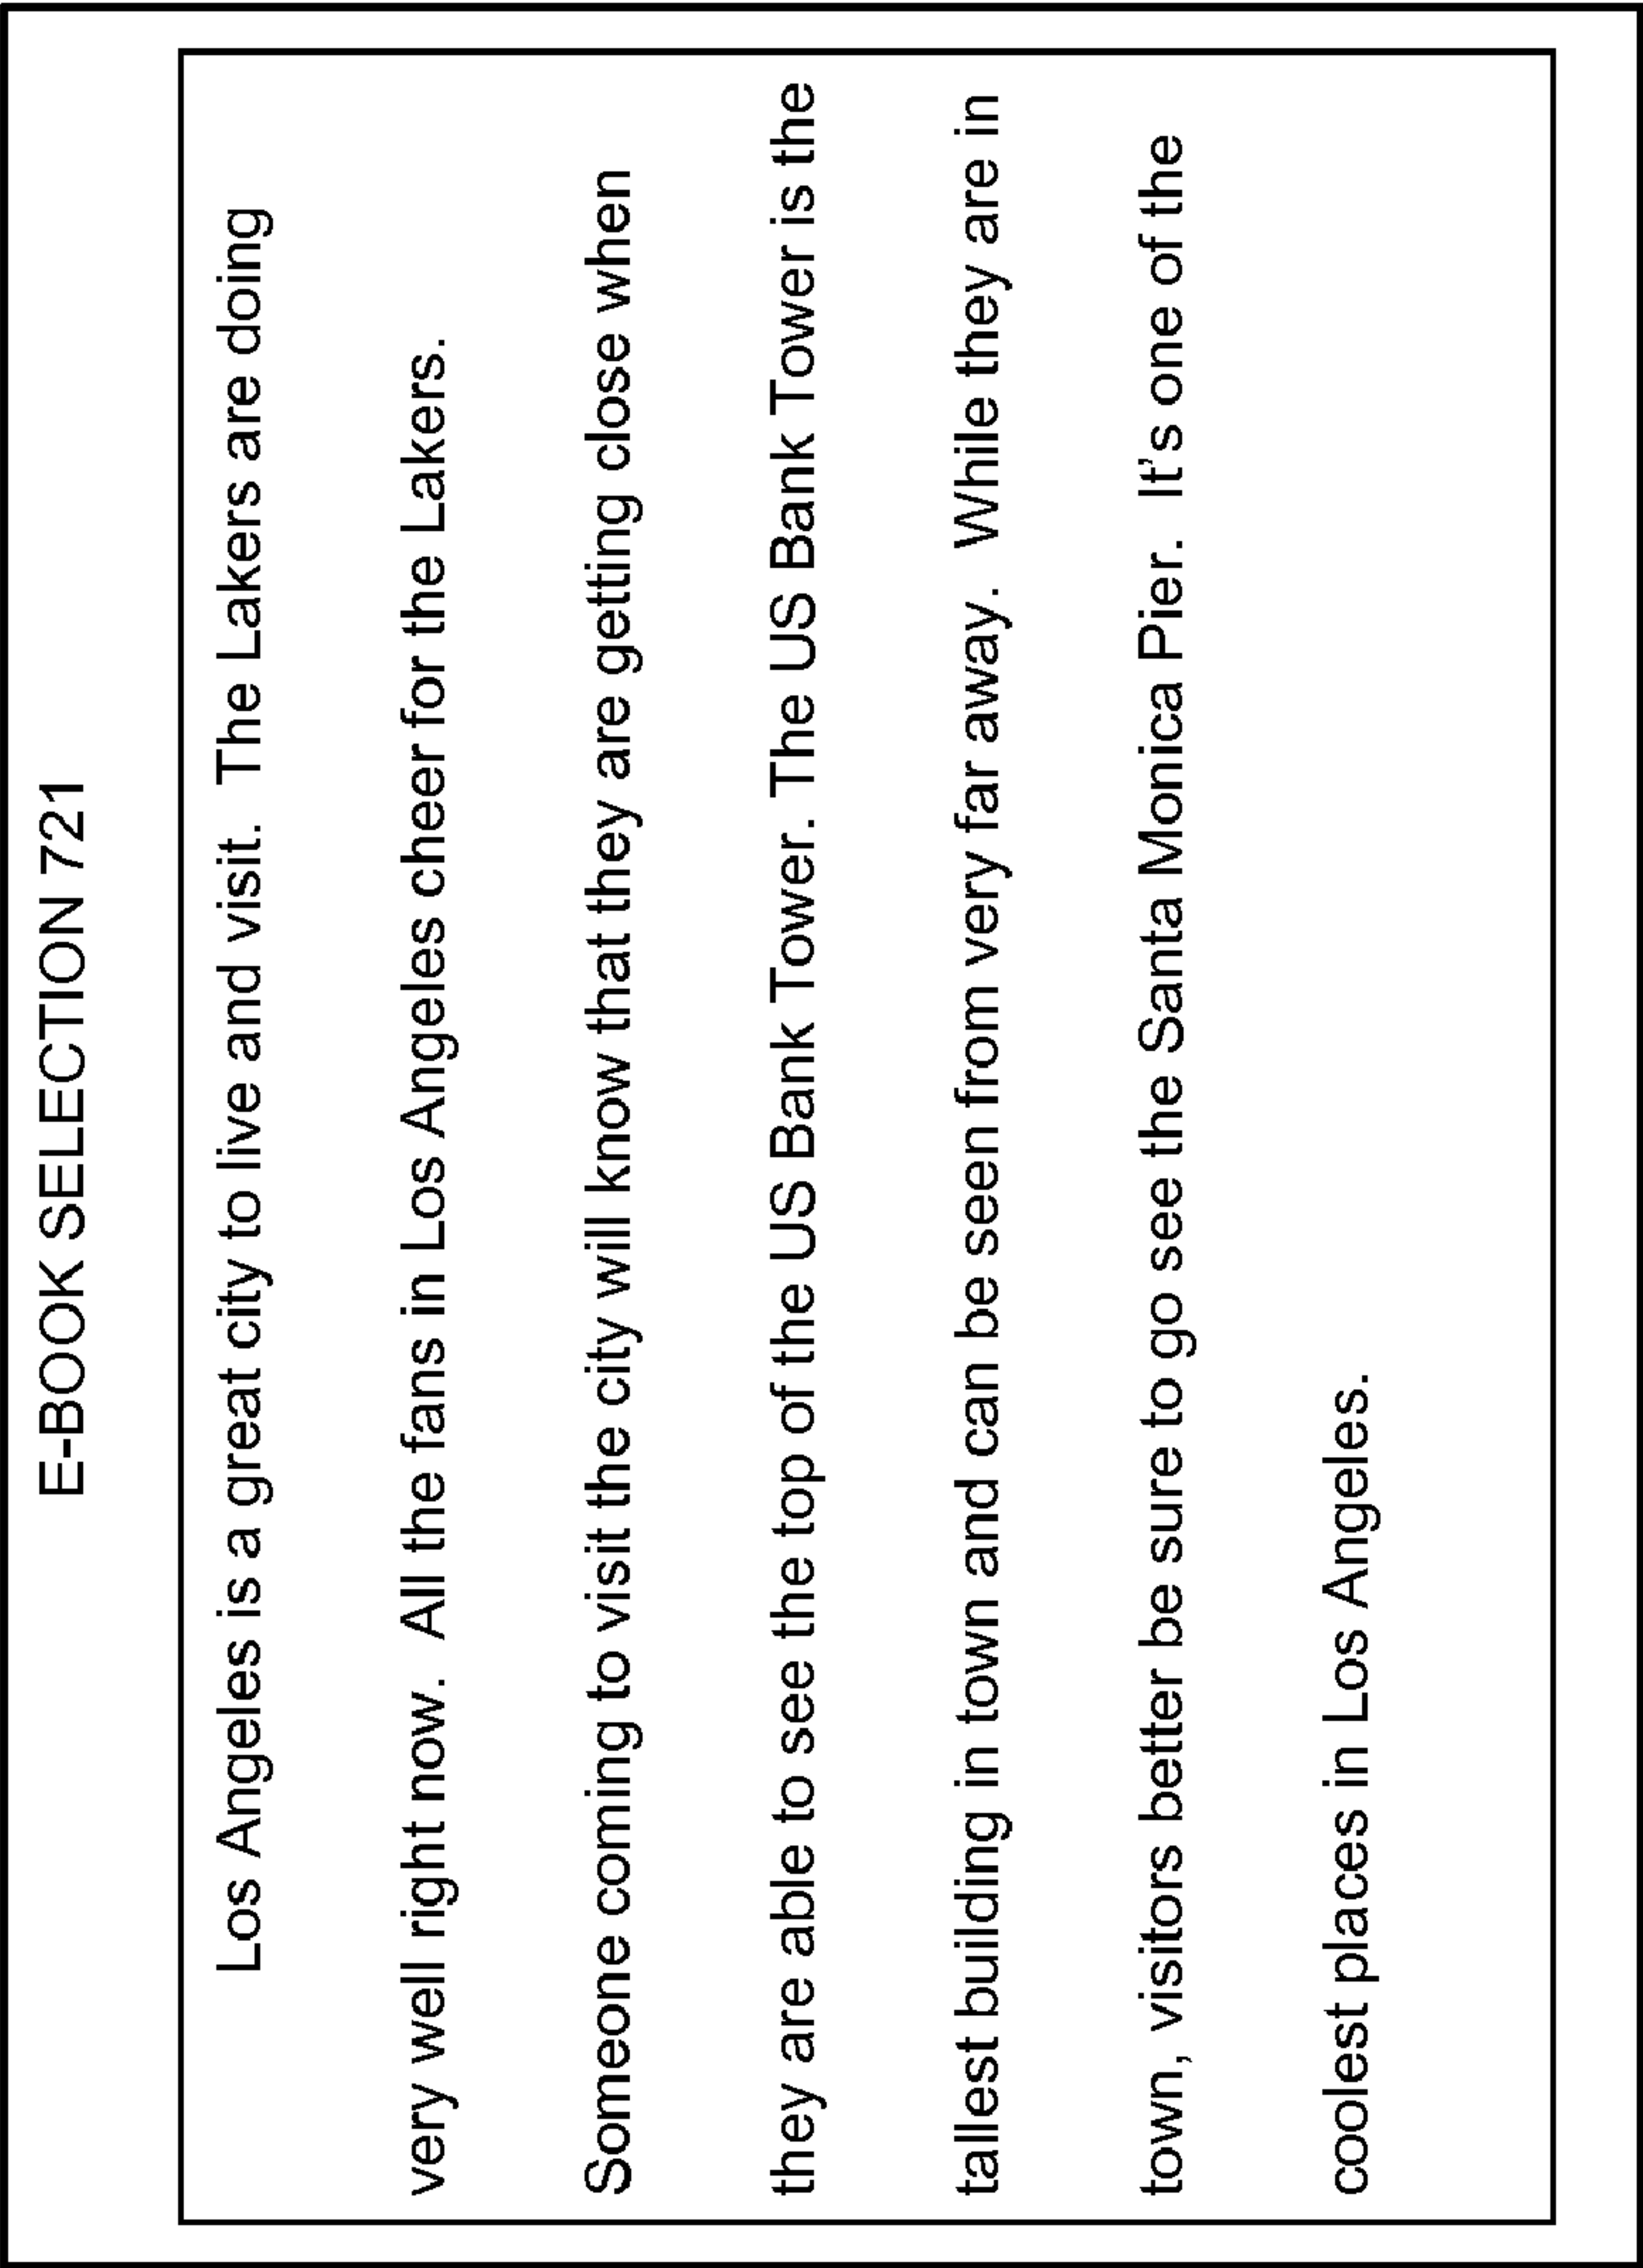 E-BOOK SELECTION 721
Los Angeles is a great city to live and visit.  The Lakers are doing
very well right now.  All the fans in Los Angeles cheer for the Lakers.
Someone coming to visit the city will know that they are getting close when
they are able to see the top of the US Bank Tower. The US Bank Tower is the
tallest building in town and can be seen from very far away.  While they are in
town, visitors better be sure to go see the Santa Monica Pier.  It's one of the
coolest places in Los Angeles.